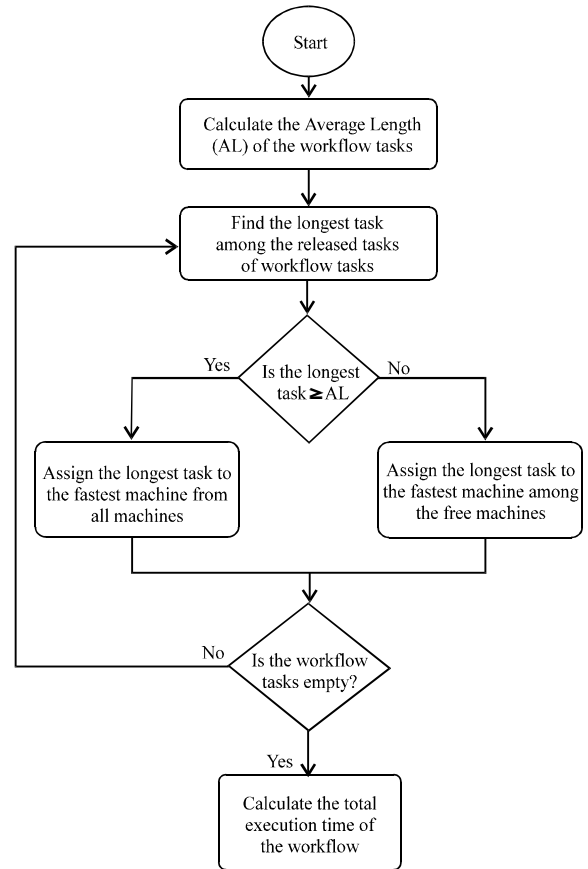 Start
Calculate the Average Length
(AL) of the workflow tasks
Find the longest task
among the released tasks
of workflow tasks
Yes
Is the longest
task ≥ AL
No
Assign the longest task to
the fastest machine from
all machines
Assign the longest task to
the fastest machine among
the free machines
No
Is the workflow
tasks empty?
Yes
Calculate the total
execution time of
the workflow